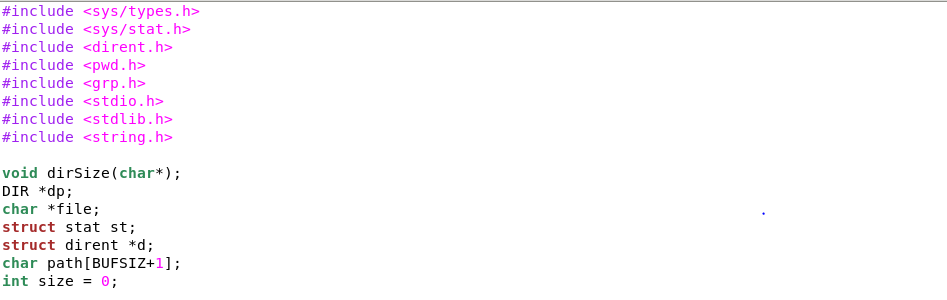 #include <sys/types.h>
#include <sys/stat.h>
#include <dirent.h>
#include <pwd.h>
#include <grp.h>
#include <stdio.h>
#include <stdlib.h>
#include <string.h>
void dirSize(char*);
DIR *dp;
char *file;
struct stat st;
struct dirent *d;
char path[BUFSIZ+1];
int size = 0;